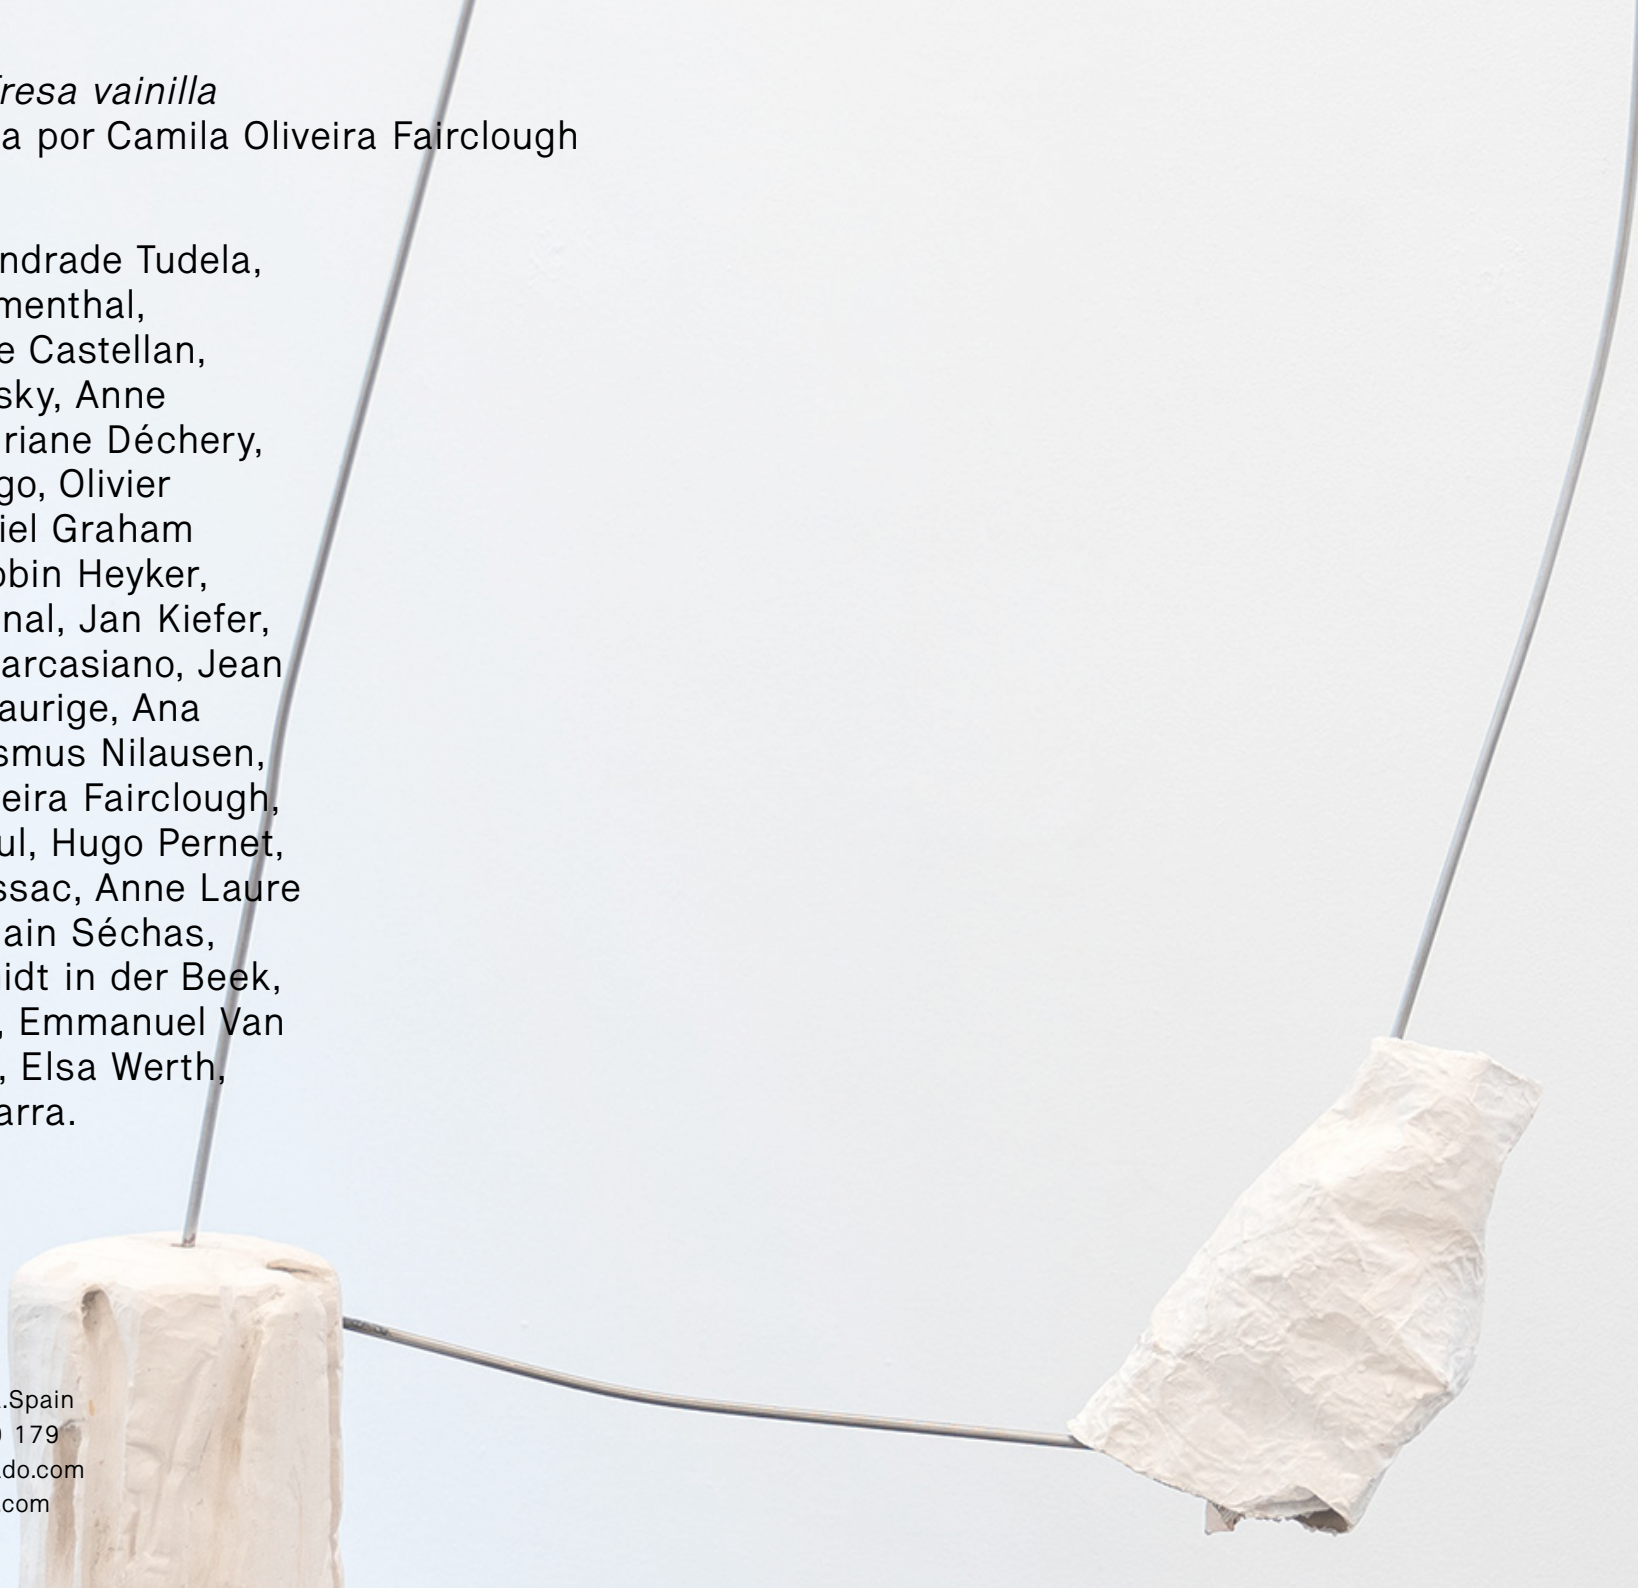 resa vainilla
a por Camila Oliveira Fairclough
ndrade Tudela,
menthal,
e Castellan,
sky, Anne
riane Déchery,
go, Olivier
iel Graham
obin Heyker,
nal, Jan Kiefer,
arcasiano, Jean
aurige, Ana
smus Nilausen,
eira Fairclough,
ul, Hugo Pernet,
ssac, Anne Laure
ain Séchas,
idt in der Beek,
, Emmanuel Van
, Elsa Werth,
arra.
.Spain
179
do.com
.com